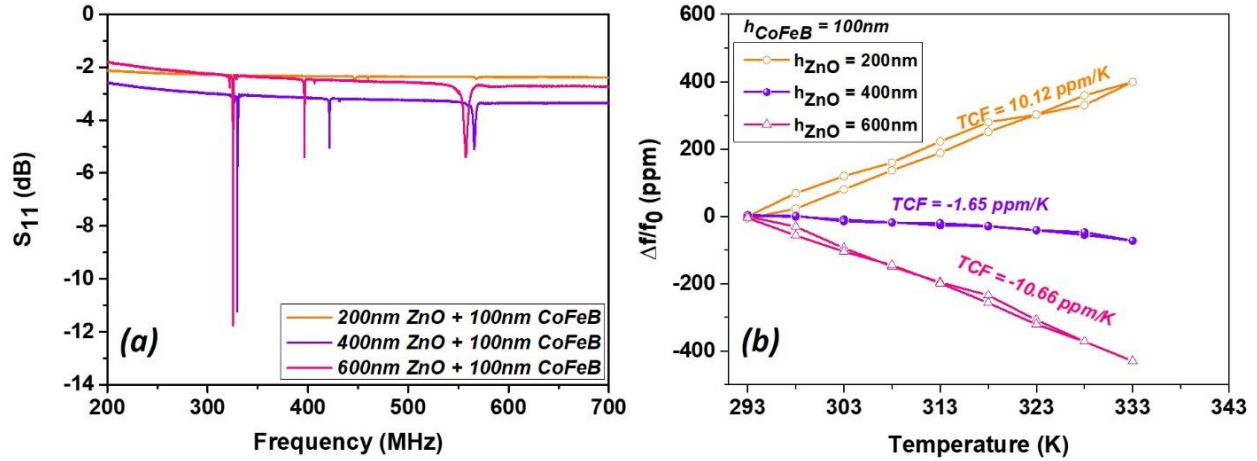 0
-2
-4
-6
-8
-10
-12
-14
S11 (dB)
(a)
200nm ZnO + 100nm CoFeB
400nm ZnO + 100nm CoFeB
600nm ZnO + 100nm CoFeB
200 300 400 500 600 700
Frequency (MHz)
600
400
200
0
-200
-400
Δf/f0 (ppm)
hCoFeB = 100nm
hZnO = 200nm
hZnO = 400nm
hZnO = 600nm
TCF = 10.12 ppm/K
TCF = -1.65 ppm/K
TCF = -10.66 ppm/K
(b)
293 303 313 323 333 343
Temperature (K)